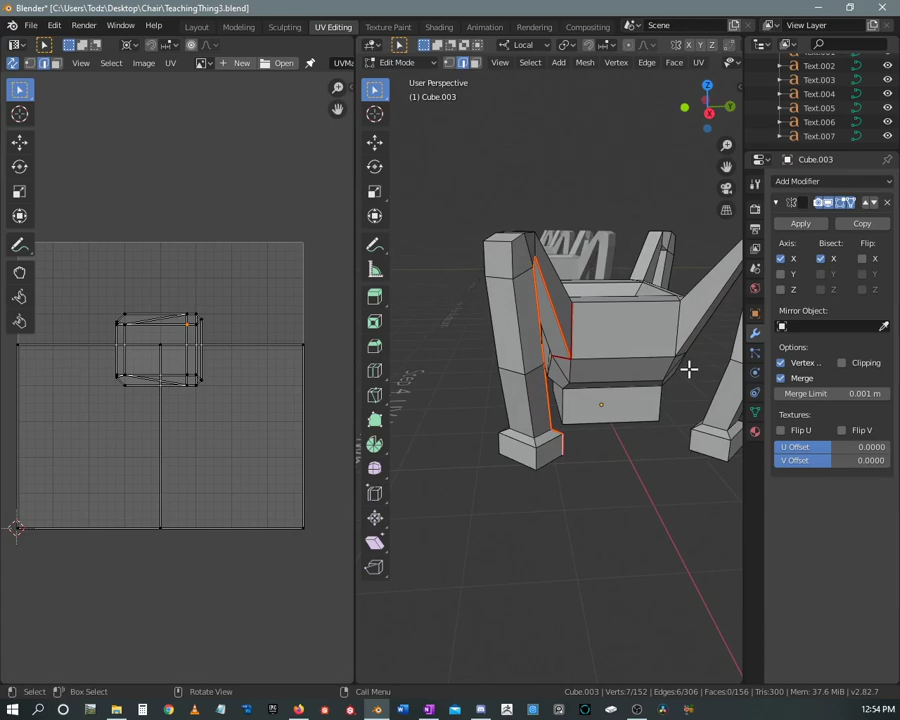 Blender* [C:\Users\Todz\Desktop\Chair\TeachingThing3.blend]
File Edit Render Window Help Layout Modeling Sculpting UV Editing Texture Paint Shading Animation Rendering Compositing Scene View Layer
Local X Y Z
View Select Image UV New Open UVMa Edit Mode View Select Add Mesh Vertex Edge Face UV
Text.002
Text.003
Text.004
Text.005
Text.006
Text.007
User Perspective
(1) Cube.003
Z
Y
X
Cube.003
Add Modifier
Apply Copy
Axis: Bisect: Flip:
X X X
Y Y Y
Z Z Z
Mirror Object:
Options:
Vertex .. Clipping
Merge
Merge Limit 0.001 m
Textures:
Flip U Flip V
U Offset 0.0000
V Offset 0.0000
Select Box Select Rotate View Call Menu Cube.003 | Verts:7/152 | Edges:6/306 | Faces:0/156 | Tris:300 | Mem: 37.6 MiB | v2.82.7
12:54 PM